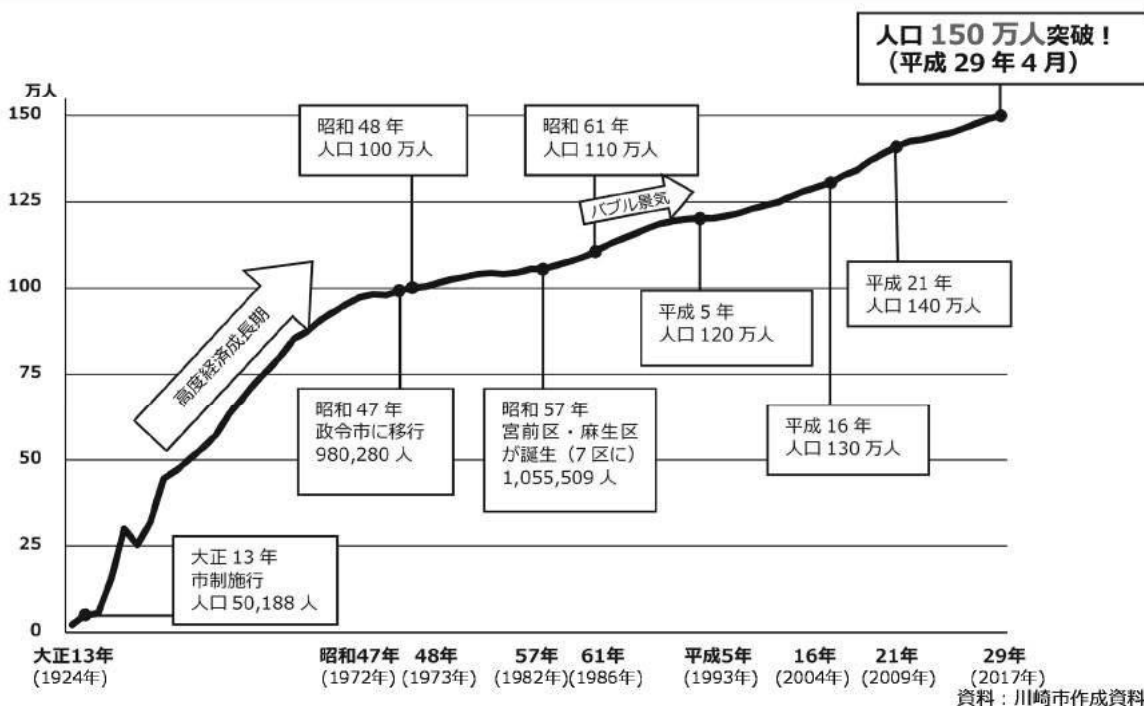 人口 150 万人突破！
（平成 29 年 4 月）
万人
150
125
100
75
50
25
0
昭和 48 年
人口 100 万人
昭和 61 年
人口 110 万人
バブル景気
高度経済成長期
平成 5 年
人口 120 万人
平成 21 年
人口 140 万人
昭和 47 年
政令市に移行
980,280 人
昭和 57 年
宮前区・麻生区
が誕生（7 区に）
1,055,509 人
平成 16 年
人口 130 万人
大正 13 年
市制施行
人口 50,188 人
大正13年 昭和47年 48年 57年 61年 平成5年 16年 21年 29年
(1924年) (1972年) (1973年) (1982年) (1986年) (1993年) (2004年) (2009年) (2017年)
資料：川崎市作成資料